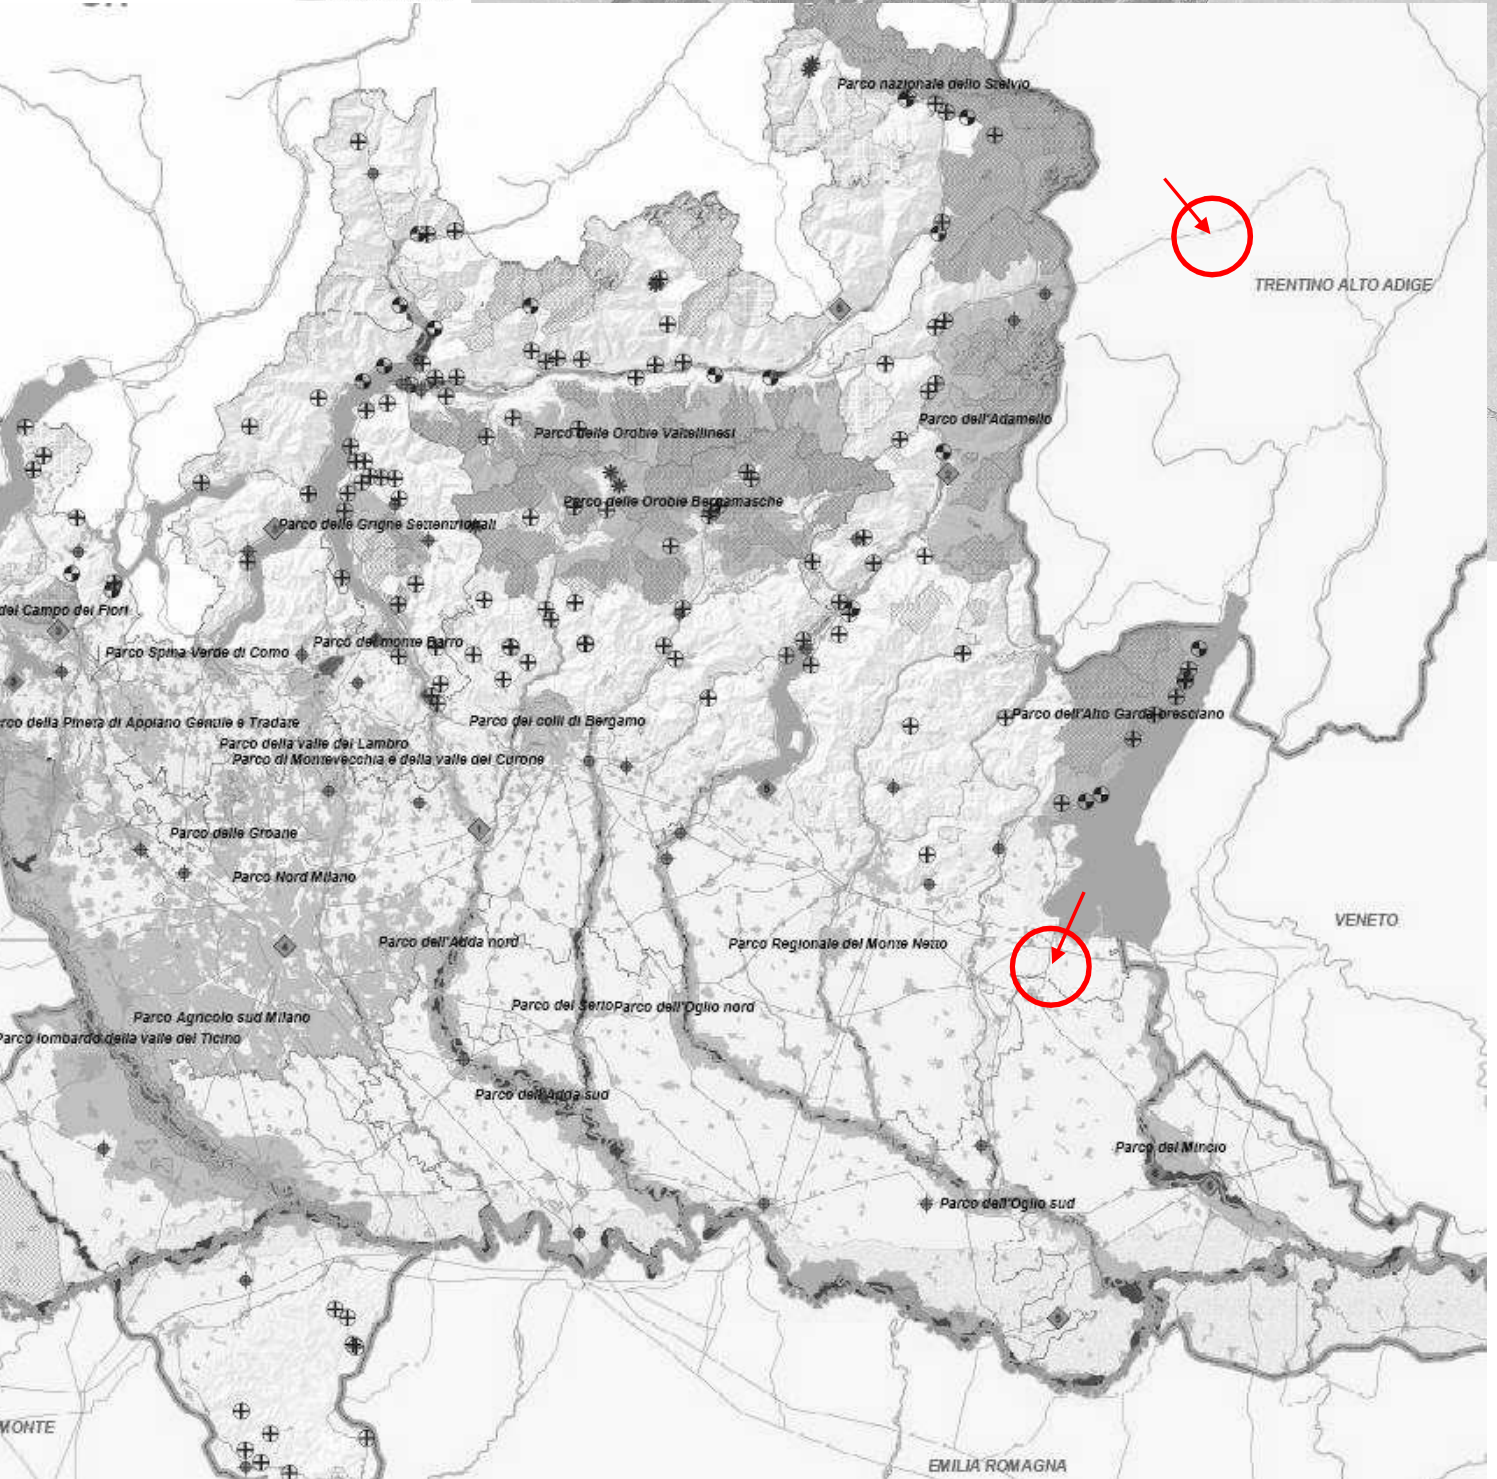 Parco nazionale dello Stelvio
TRENTINO ALTO ADIGE
Parco dell'Adamello
Parco delle Orobie Valtellinesi
Parco delle Orobie Bergamasche
Parco delle Grigne Settentrionali
del Campo dei Fiori
Parco del monte Barro
Parco Spina Verde di Como
Parco dell'Alto Garda bresciano
rco della Pineta di Appiano Gentile e Tradate
Parco dei colli di Bergamo
Parco della valle del Lambro
Parco di Montevecchia e della valle del Curone
Parco delle Groane
Parco Nord Milano
VENETO
Parco dell'Adda nord
Parco Regionale del Monte Netto
Parco del Serio
Parco dell'Oglio nord
Parco Agricolo sud Milano
Parco lombardo della valle del Ticino
Parco dell'Adda sud
Parco del Mincio
Parco dell'Oglio sud
MONTE
EMILIA ROMAGNA